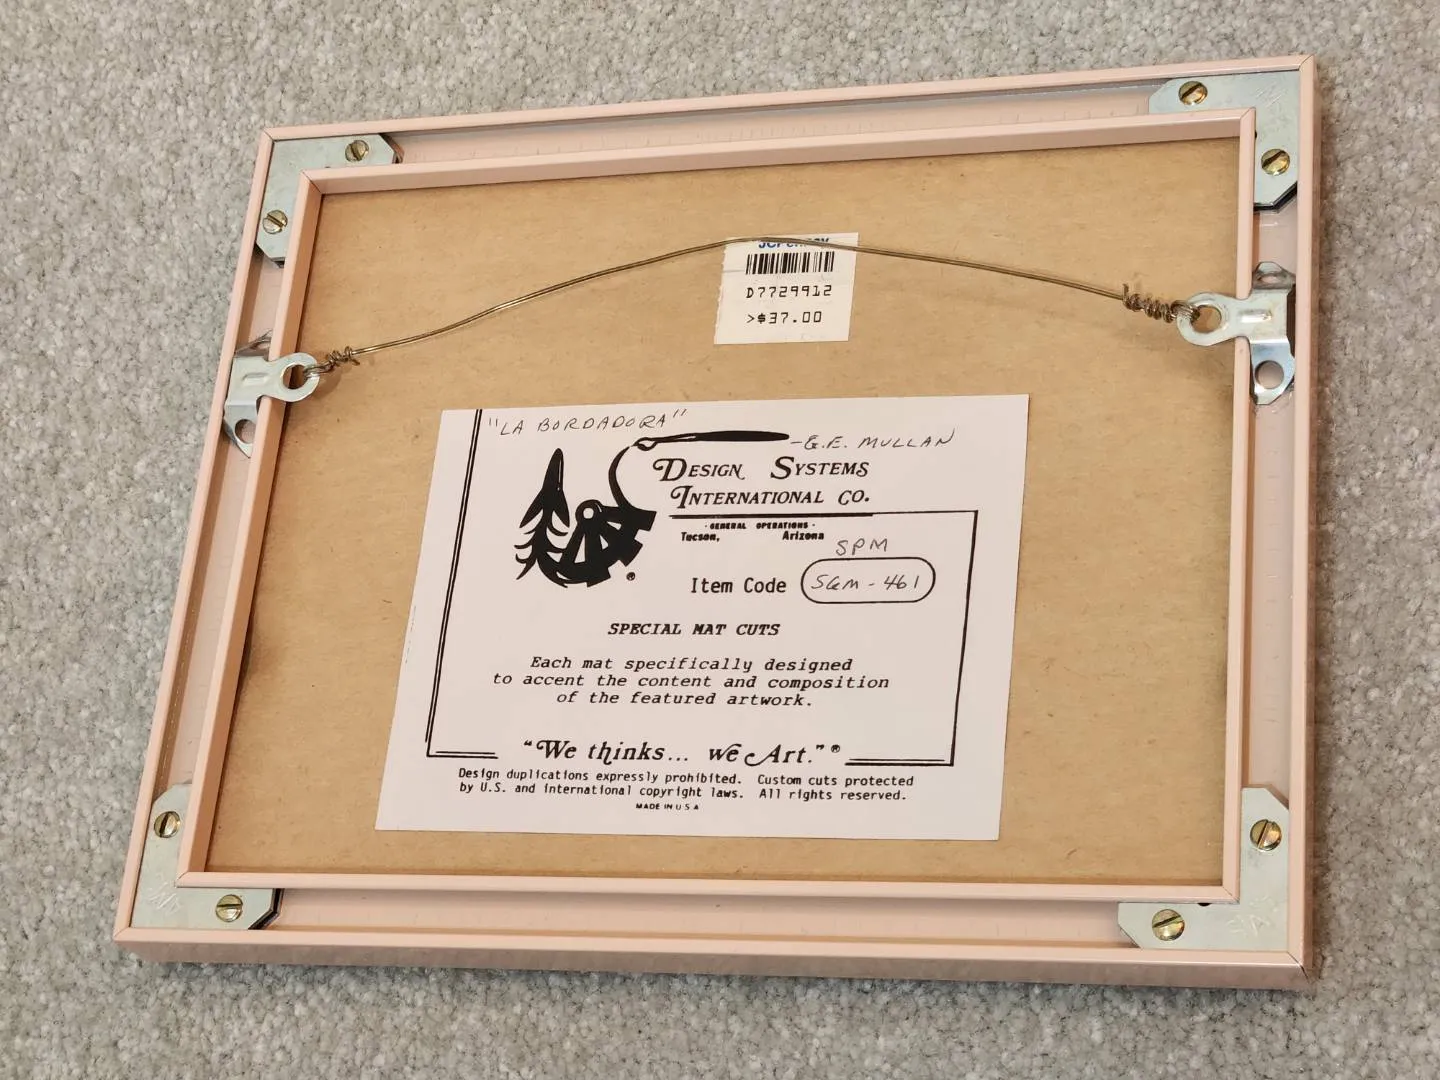 JCPenney
D7729912
>$37.00
"LA BORDADORA"
-G.E. MULLAN
DESIGN SYSTEMS
INTERNATIONAL CO.
- GENERAL OPERATIONS -
Tucson, Arizona
SPM
Item Code SGM-461
®
SPECIAL MAT CUTS
Each mat specifically designed
to accent the content and composition
of the featured artwork.
"We thinks... we Art."®
Design duplications expressly prohibited. Custom cuts protected
by U.S. and international copyright laws. All rights reserved.
MADE IN U S A